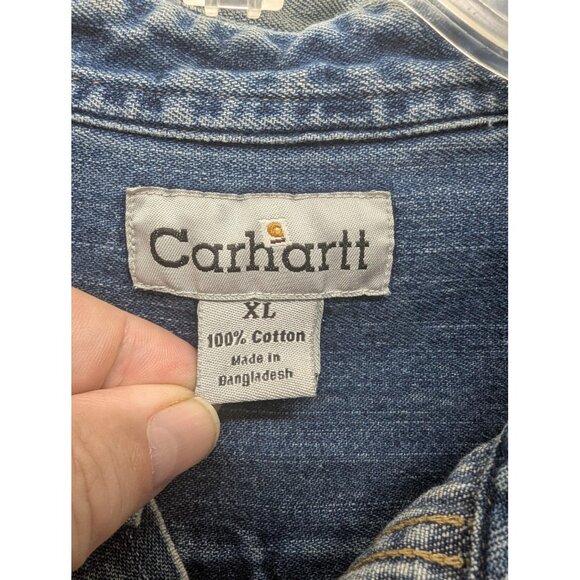 Carhartt
XL
100% Cotton
Made in
Bangladesh